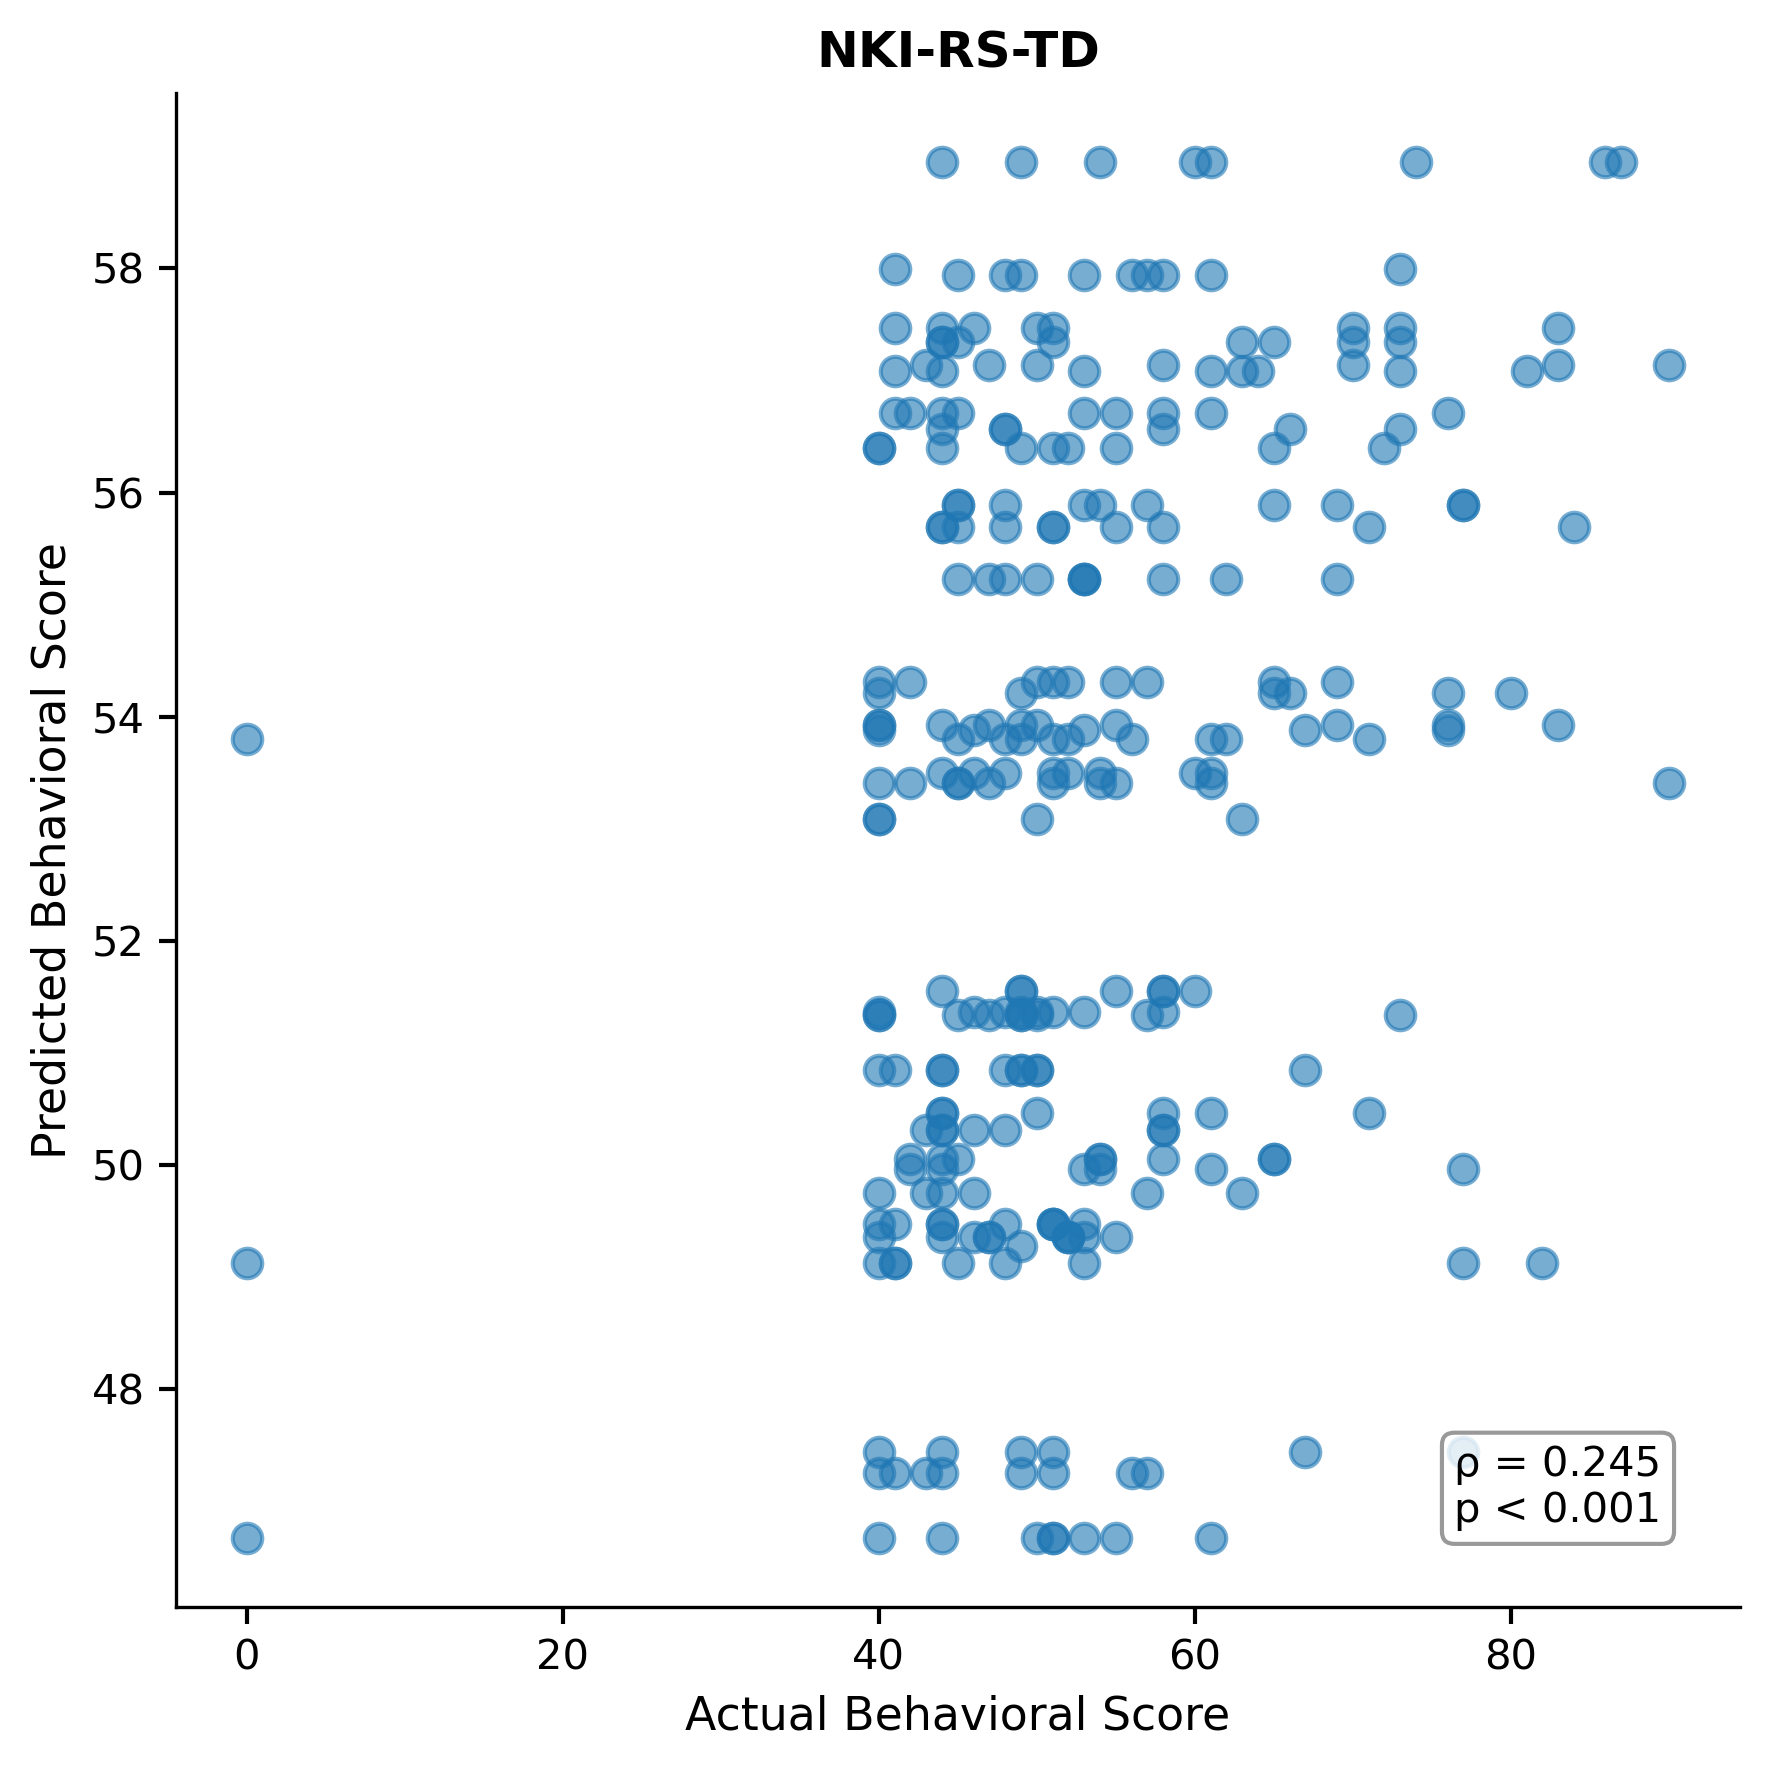 NKI-RS-TD
Predicted Behavioral Score
58
56
54
52
50
48
ρ = 0.245
p < 0.001
0
20
40
60
80
Actual Behavioral Score